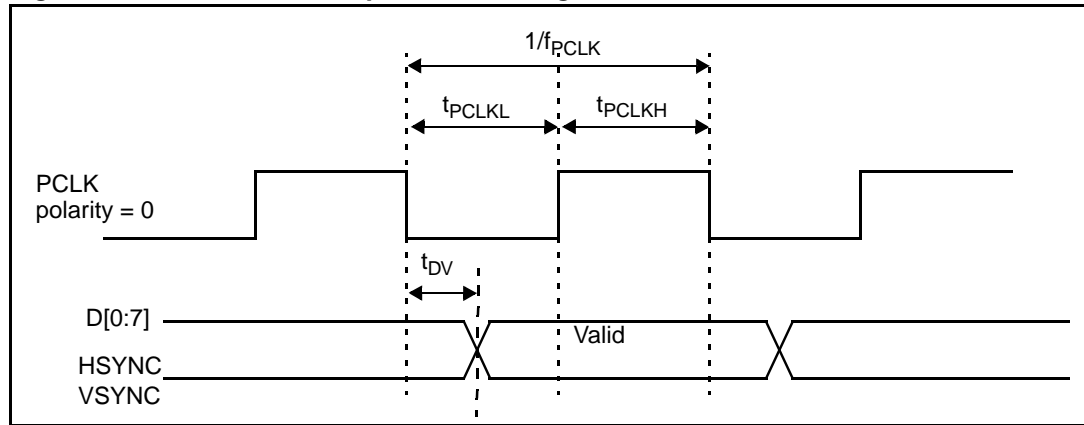 1/fPCLK
tPCLKL tPCLKH
PCLK
polarity = 0
tDV
D[0:7]
Valid
HSYNC
VSYNC